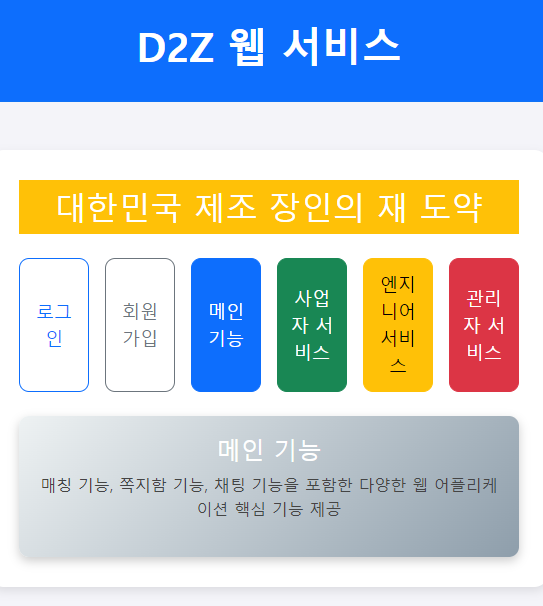 D2Z 웹 서비스
대한민국 제조 장인의 재 도약
로그
인
회원
가입
메인
기능
사업
자 서
비스
엔지
니어
서비
스
관리
자 서
비스
메인 기능
매칭 기능, 쪽지함 기능, 채팅 기능을 포함한 다양한 웹 어플리케
이션 핵심 기능 제공